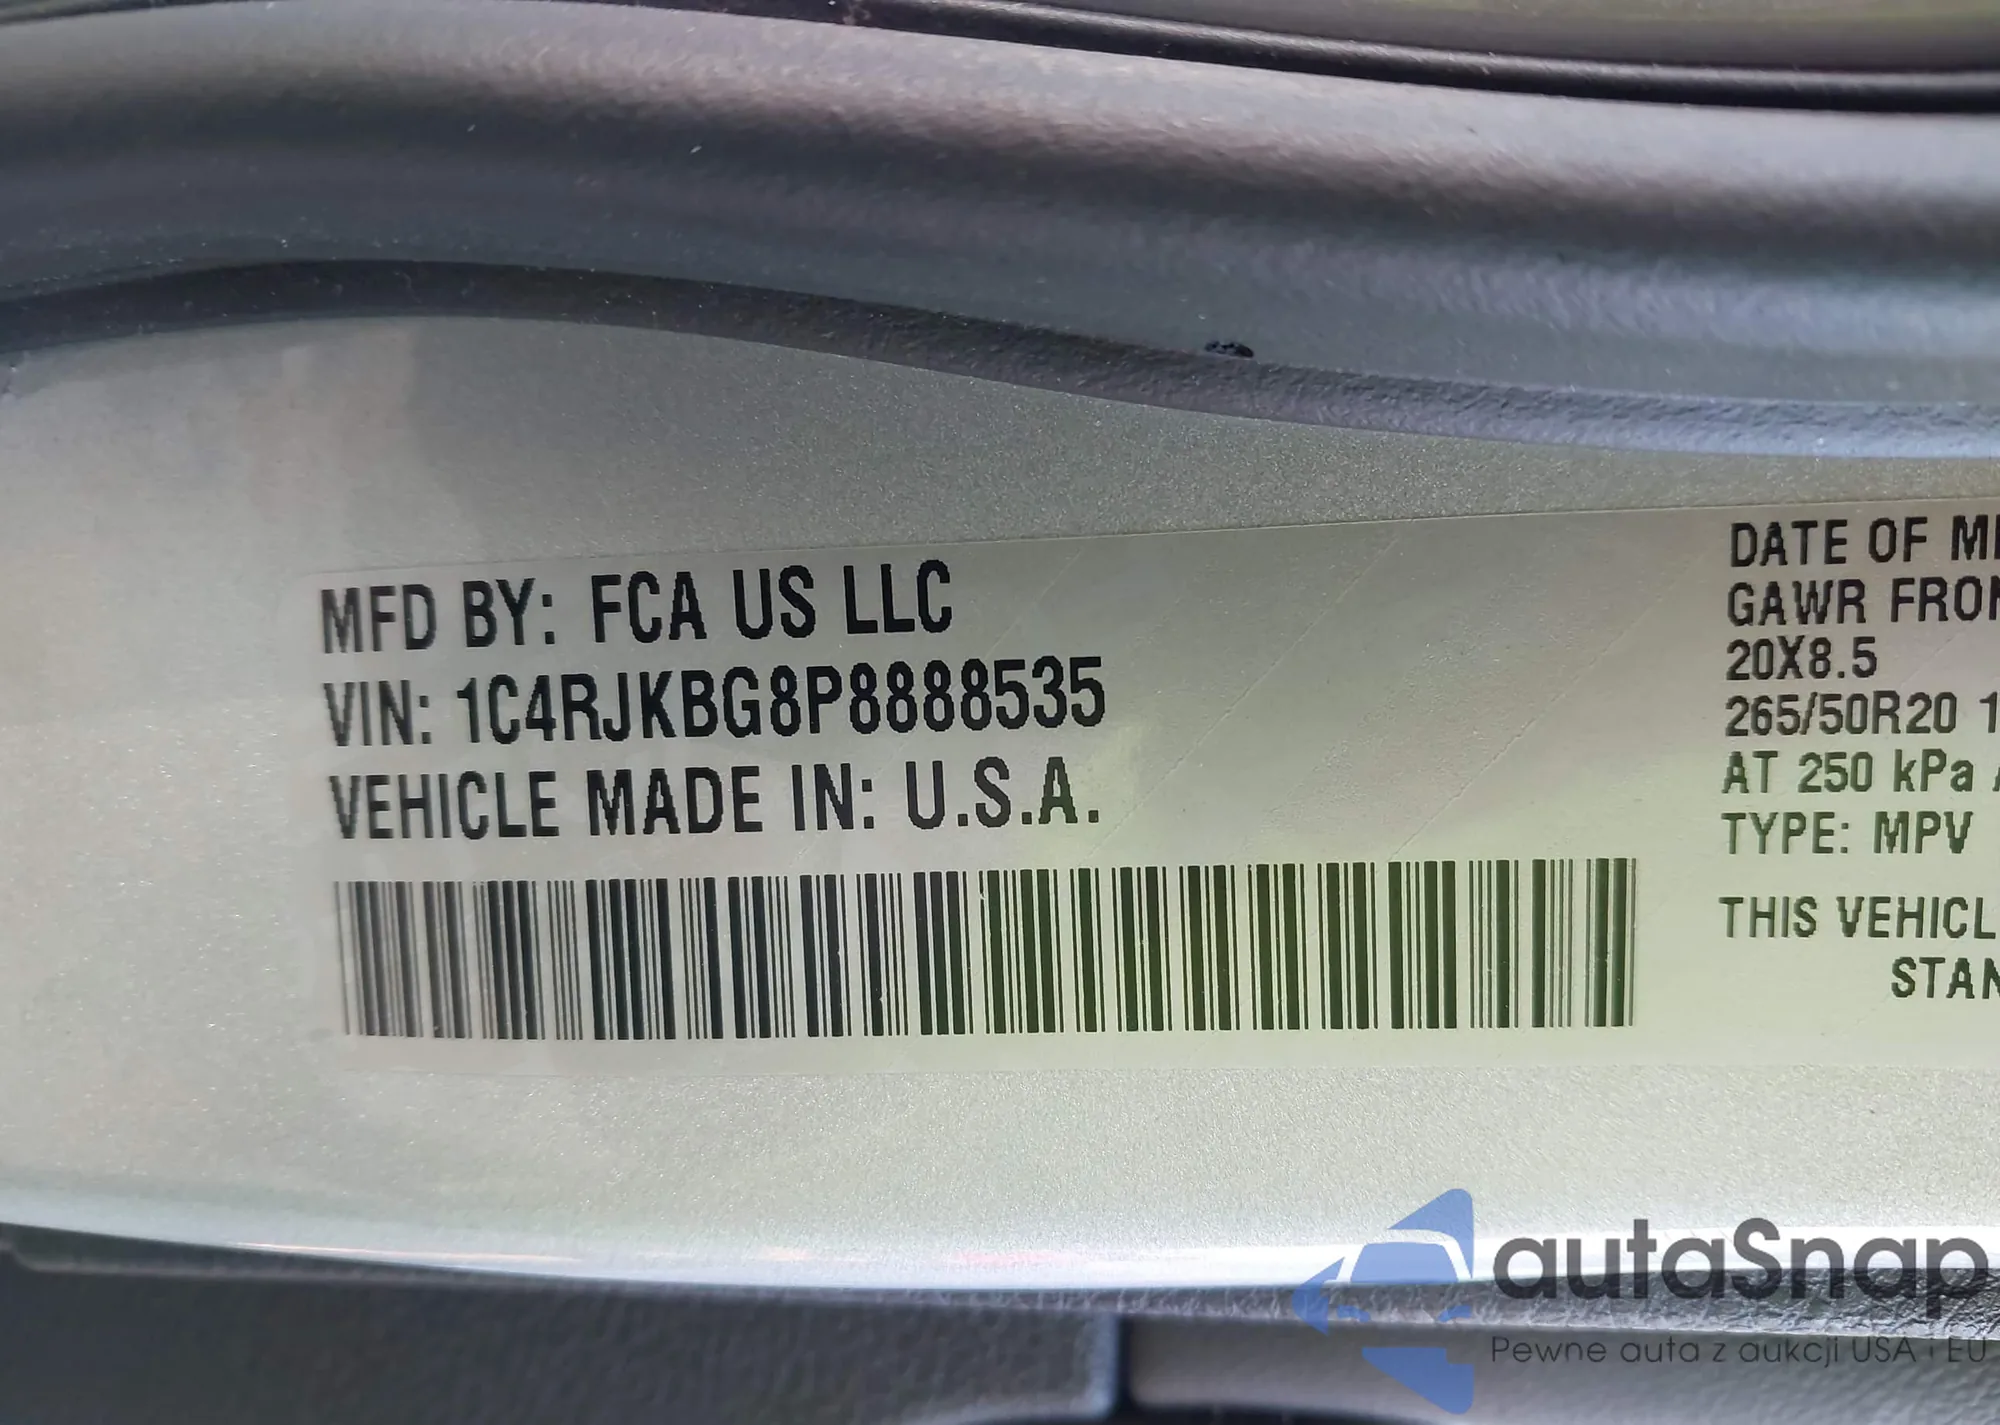 MFD BY: FCA US LLC
VIN: 1C4RJKBG8P8888535
VEHICLE MADE IN: U.S.A.
DATE OF
GAWR
20X8.5
265/50R20
AT 250 kPa
TYPE: MPV
THIS
autaSnap
Pewne auta z aukcji USA i EU